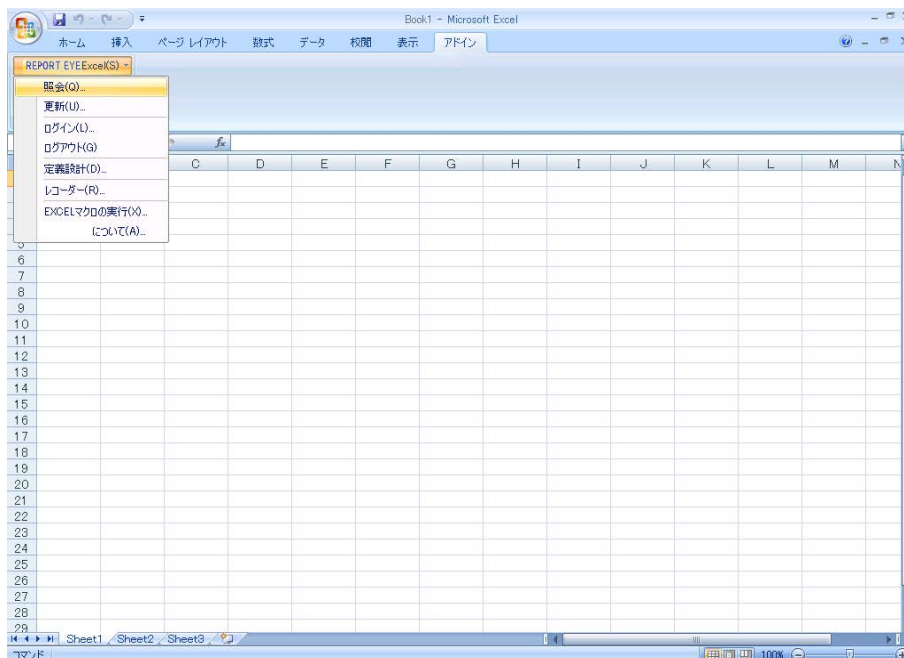 Book1 - Microsoft Excel
ホーム 挿入 ページ レイアウト 数式 データ 校閲 表示 アドイン
REPORT EYEExcel(S)
照会(Q)...
更新(U)...
ログイン(L)...
ログアウト(G)
定義設計(D)...
レコーダー(R)...
EXCELマクロの実行(X)...
について(A)...
fx
C D E F G H I J K L M N
5
6
7
8
9
10
11
12
13
14
15
16
17
18
19
20
21
22
23
24
25
26
27
28
29
Sheet1 Sheet2 Sheet3
コマンド 100%